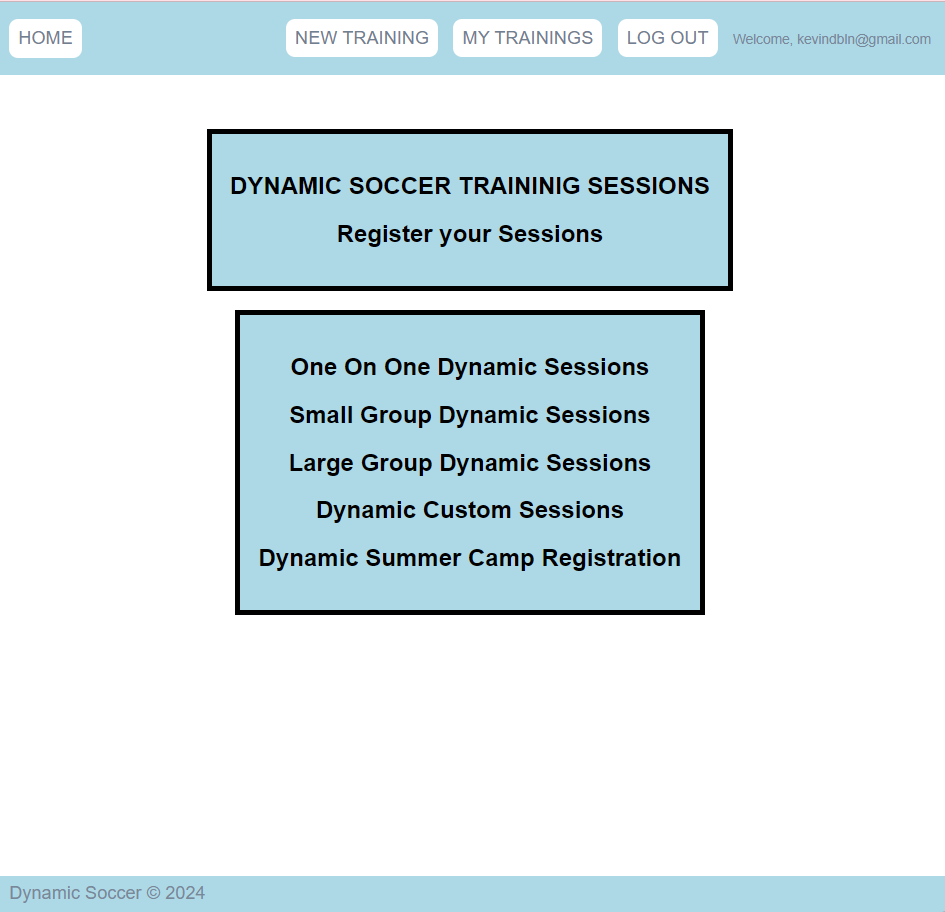 HOME NEW TRAINING MY TRAININGS LOG OUT Welcome, kevindbln@gmail.com
DYNAMIC SOCCER TRAININIG SESSIONS
Register your Sessions
One On One Dynamic Sessions
Small Group Dynamic Sessions
Large Group Dynamic Sessions
Dynamic Custom Sessions
Dynamic Summer Camp Registration
Dynamic Soccer © 2024